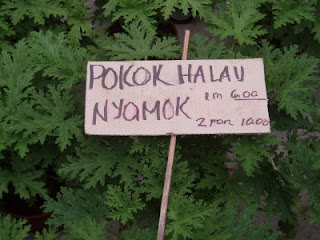 POKOK HALAU
NYAMOK rm 6.00
2 For 10.00